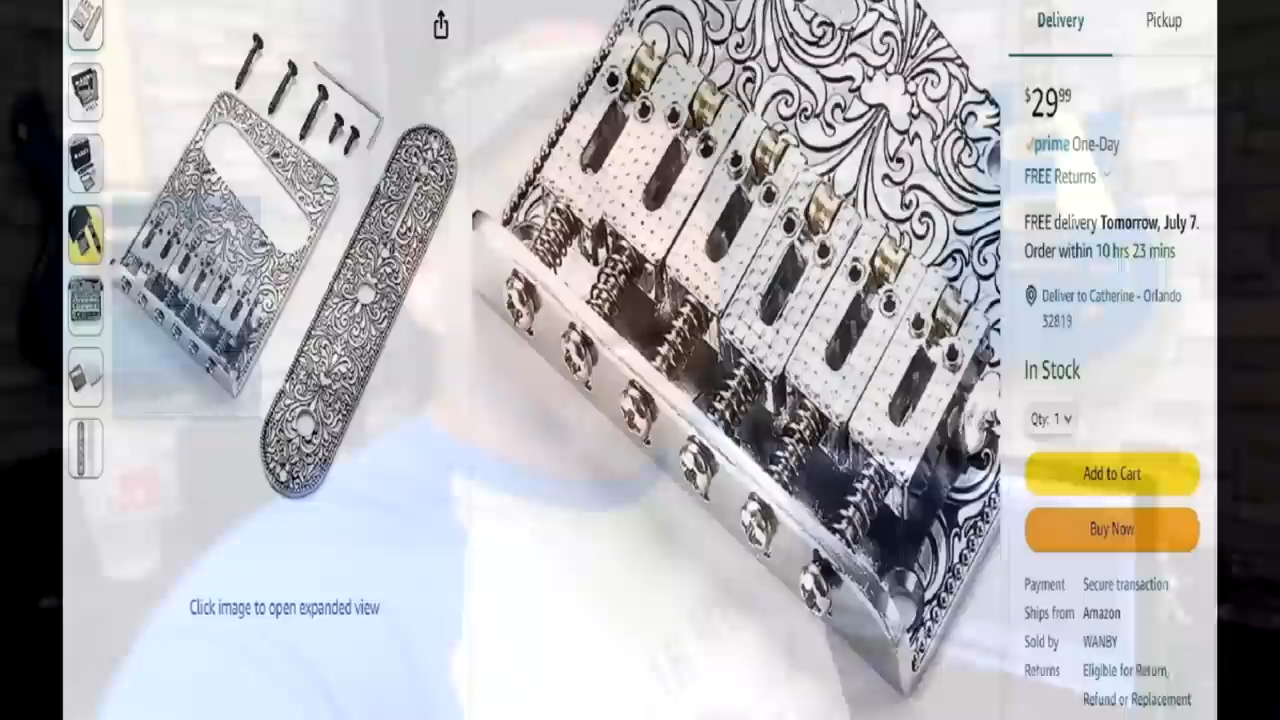 Delivery
Pickup
$29.99
prime One-Day
FREE Returns
FREE delivery Tomorrow, July 7.
Order within 10 hrs 23 mins
Deliver to Catherine - Orlando
32819
In Stock
Qty: 1
Add to Cart
Buy Now
Payment Secure transaction
Ships from Amazon
Sold by WANBY
Returns Eligible for Return,
Refund or Replacement
Click image to open expanded view